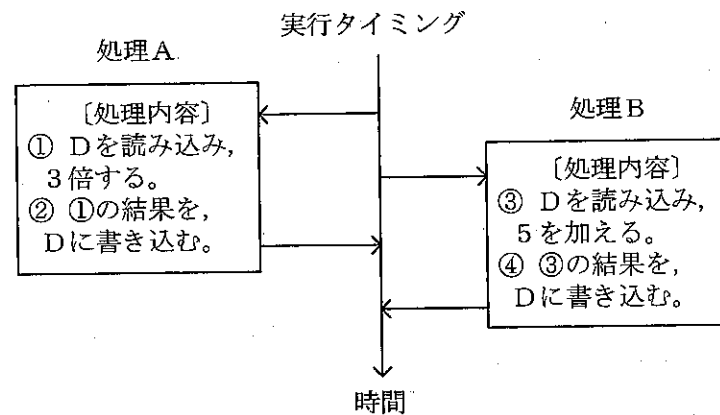 実行タイミング
処理A
〔処理内容〕
① Dを読み込み,
3倍する。
② ①の結果を,
Dに書き込む。
処理B
〔処理内容〕
③ Dを読み込み,
5を加える。
④ ③の結果を,
Dに書き込む。
時間